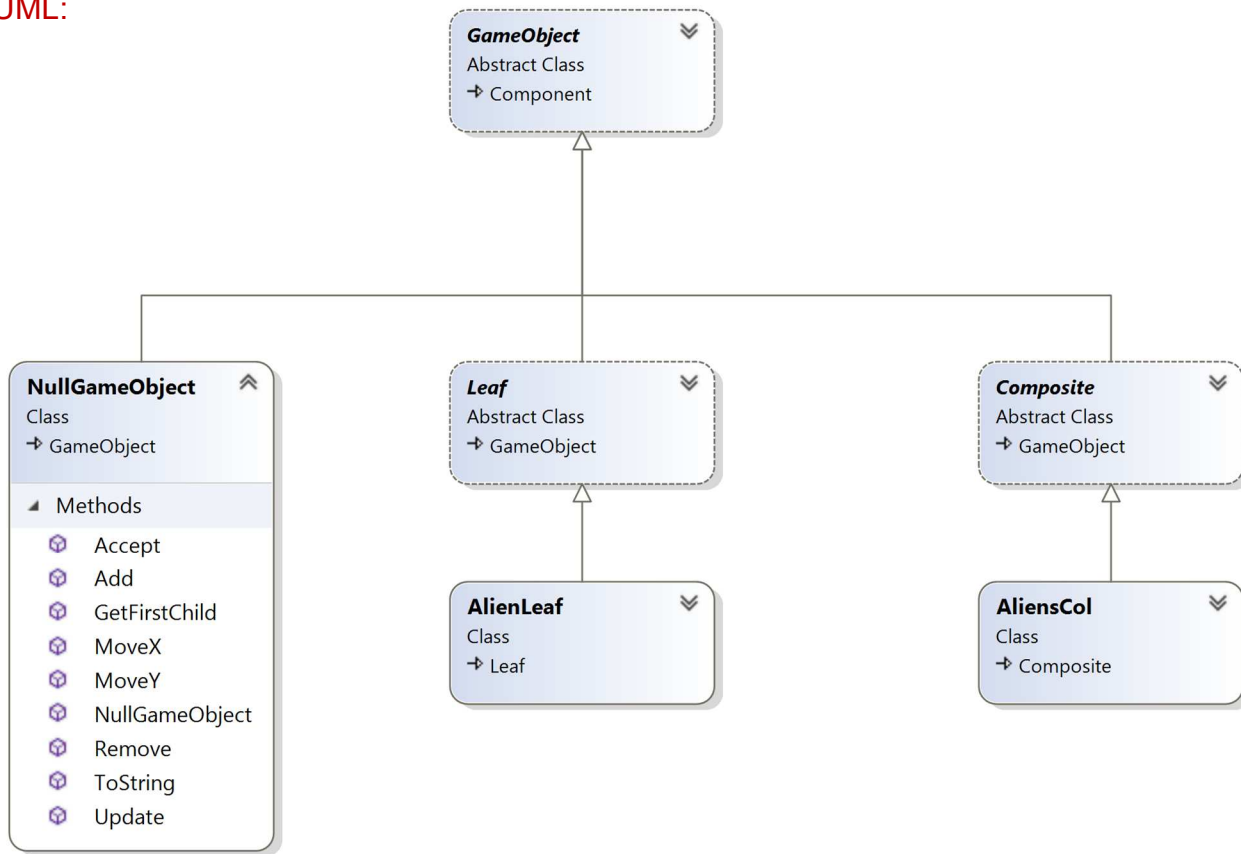 UML:
GameObject
Abstract Class
Component
NullGameObject
Class
GameObject
Methods
Accept
Add
GetFirstChild
MoveX
MoveY
NullGameObject
Remove
ToString
Update
Leaf
Abstract Class
GameObject
AlienLeaf
Class
Leaf
Composite
Abstract Class
GameObject
AliensCol
Class
Composite